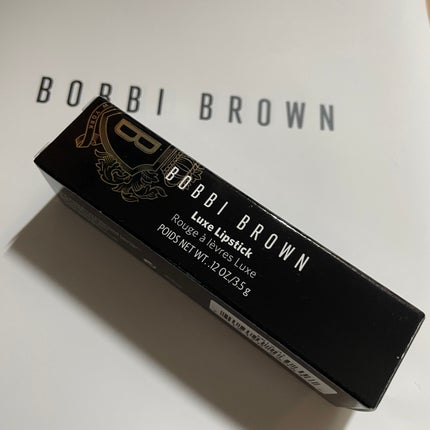 BOBBI BROWN
B
BOBBI BROWN
Luxe Lipstick
Rouge à lèvres Luxe
POIDS NET WT. .12 OZ./3.5 g